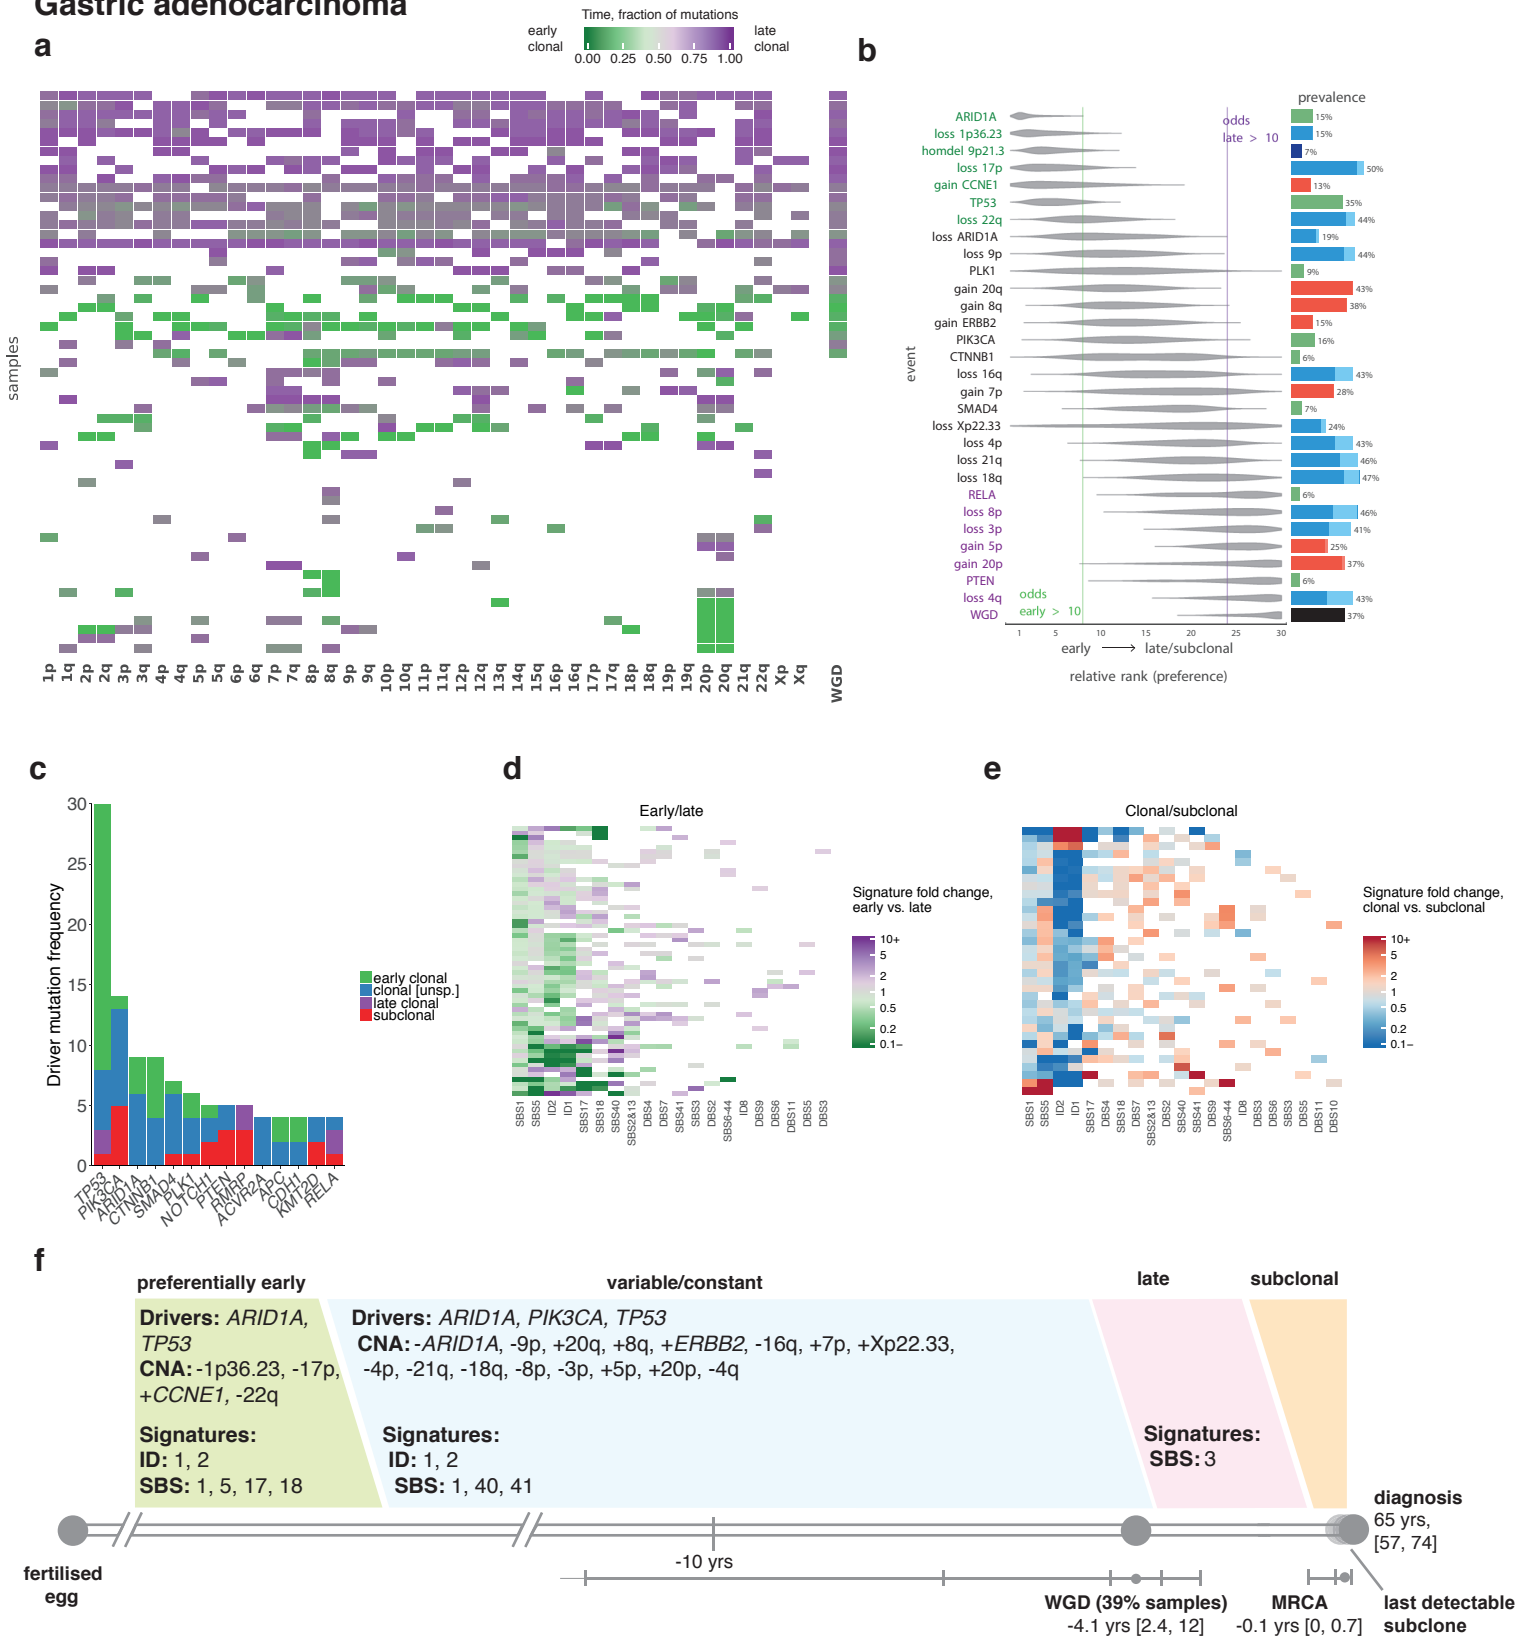 Gastric adenocarcinoma
a
Time, fraction of mutations
early
clonal
late
clonal
0.00 0.25 0.50 0.75 1.00
samples
1p 1q 2p 2q 3p 3q 4p 4q 5p 5q 6p 6q 7p 7q 8p 8q 9p 9q 10p 10q 11p 11q 12p 12q 13q 14q 15q 16p 16q 17p 17q 18p 18q 19p 19q 20p 20q 21q 22q Xp Xq WGD
b
prevalence
odds
late > 10
event
ARID1A 15%
loss 1p36.23 15%
homdel 9p21.3 7%
loss 17p 50%
gain CCNE1 13%
TP53 35%
loss 22q 44%
loss ARID1A 19%
loss 9p 44%
PLK1 9%
gain 20q 43%
gain 8q 38%
gain ERBB2 15%
PIK3CA 16%
CTNNB1 6%
loss 16q 43%
gain 7p 28%
SMAD4 7%
loss Xp22.33 24%
loss 4p 43%
loss 21q 46%
loss 18q 47%
RELA 6%
loss 8p 46%
loss 3p 41%
gain 5p 25%
gain 20p 37%
PTEN 6%
loss 4q 43%
WGD 37%
odds
early > 10
1 5 10 15 20 25 30
early late/subclonal
relative rank (preference)
c
Driver mutation frequency
30
25
20
15
10
5
0
early clonal
clonal [unsp.]
late clonal
subclonal
TP53 PIK3CA ARID1A CTNNB1 SMAD4 PLK1 NOTCH1 PTEN RMRP ACVR2A APC CDH1 KMT2D RELA
d
Early/late
Signature fold change,
early vs. late
10+
5
2
1
0.5
0.2
0.1−
SBS1 SBS5 ID2 ID1 SBS17 SBS18 SBS40 SBS2&13 DBS4 DBS7 SBS41 SBS3 DBS2 SBS6-44 ID8 DBS9 DBS6 DBS11 DBS5 DBS3
e
Clonal/subclonal
Signature fold change,
clonal vs. subclonal
10+
5
2
1
0.5
0.2
0.1−
SBS1 SBS5 ID2 ID1 SBS17 DBS4 SBS18 DBS7 SBS2&13 DBS2 SBS40 SBS41 DBS9 SBS6-44 ID8 DBS3 DBS6 SBS3 DBS5 DBS11 DBS10
f
preferentially early
variable/constant
late
subclonal
Drivers: ARID1A,
TP53
CNA: -1p36.23, -17p,
+CCNE1, -22q
Signatures:
ID: 1, 2
SBS: 1, 5, 17, 18
Drivers: ARID1A, PIK3CA, TP53
CNA: -ARID1A, -9p, +20q, +8q, +ERBB2, -16q, +7p, +Xp22.33,
-4p, -21q, -18q, -8p, -3p, +5p, +20p, -4q
Signatures:
ID: 1, 2
SBS: 1, 40, 41
Signatures:
SBS: 3
diagnosis
65 yrs,
[57, 74]
-10 yrs
fertilised
egg
WGD (39% samples)
-4.1 yrs [2.4, 12]
MRCA
-0.1 yrs [0, 0.7]
last detectable
subclone